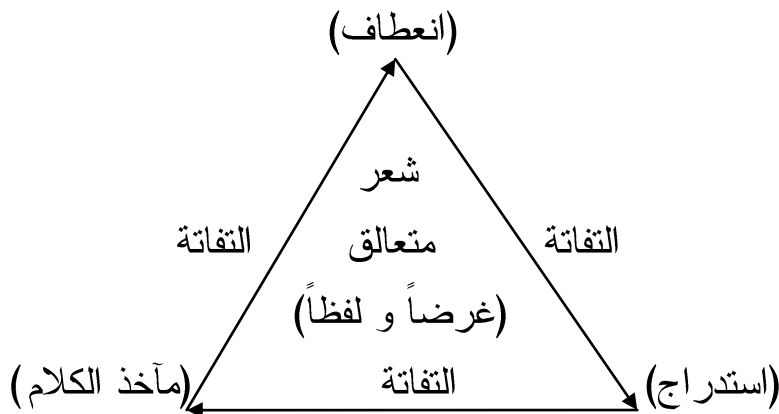 (انعطاف)
شعر
متعالق
(غرضاً و لفظاً)
التفاتة
التفاتة
التفاتة
(استدراج)
(مآخذ الكلام)